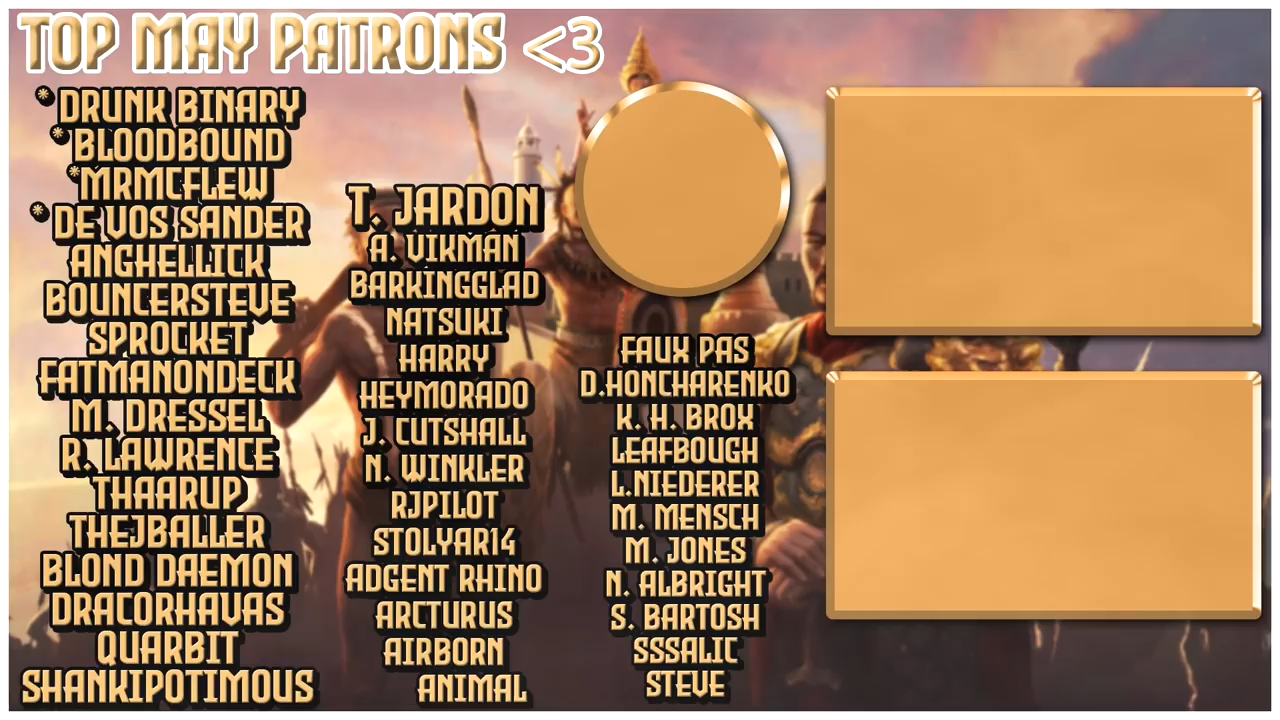 TOP MAY PATRONS <3
* DRUNK BINARY
* BLOODBOUND
*MRMCFLEW
* DE VOS SANDER
ANGHELLICK
BOUNCERSTEVE
SPROCKET
FATMANONDECK
M. DRESSEL
R. LAWRENCE
THAARUP
THEJBALLER
BLOND DAEMON
DRACORHAVAS
QUARBIT
SHANKIPOTIMOUS
T. JARDON
A. VIKMAN
BARKINGGLAD
NATSUKI
HARRY
HEYMORADO
J. CUTSHALL
N. WINKLER
RJPILOT
STOLYAR14
ADGENT RHINO
ARCTURUS
AIRBORN
ANIMAL
FAUX PAS
D.HONCHARENKO
K. H. BROX
LEAFBOUGH
L.NIEDERER
M. MENSCH
M. JONES
N. ALBRIGHT
S. BARTOSH
SSSALIC
STEVE